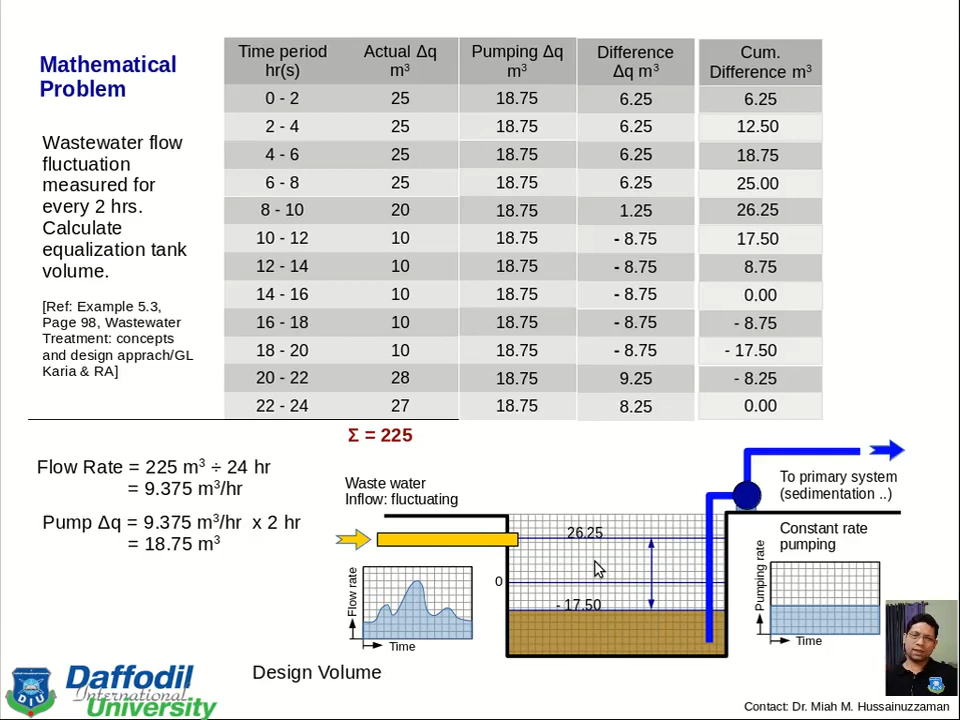 Mathematical
Problem
Wastewater flow
fluctuation
measured for
every 2 hrs.
Calculate
equalization tank
volume.
[Ref: Example 5.3,
Page 98, Wastewater
Treatment: concepts
and design apprach/GL
Karia & RA]
Time period Actual Δq Pumping Δq Difference Cum.
hr(s) m³ m³ Δq m³ Difference m³
0 - 2 25 18.75 6.25 6.25
2 - 4 25 18.75 6.25 12.50
4 - 6 25 18.75 6.25 18.75
6 - 8 25 18.75 6.25 25.00
8 - 10 20 18.75 1.25 26.25
10 - 12 10 18.75 - 8.75 17.50
12 - 14 10 18.75 - 8.75 8.75
14 - 16 10 18.75 - 8.75 0.00
16 - 18 10 18.75 - 8.75 - 8.75
18 - 20 10 18.75 - 8.75 - 17.50
20 - 22 28 18.75 9.25 - 8.25
22 - 24 27 18.75 8.25 0.00
Σ = 225
Flow Rate = 225 m³ ÷ 24 hr
= 9.375 m³/hr
Pump Δq = 9.375 m³/hr x 2 hr
= 18.75 m³
Waste water
Inflow: fluctuating
Flow rate
Time
26.25
0
- 17.50
To primary system
(sedimentation ..)
Constant rate
pumping
Pumping rate
Time
Design Volume
DIU
Daffodil
International
University
Contact: Dr. Miah M. Hussainuzzaman